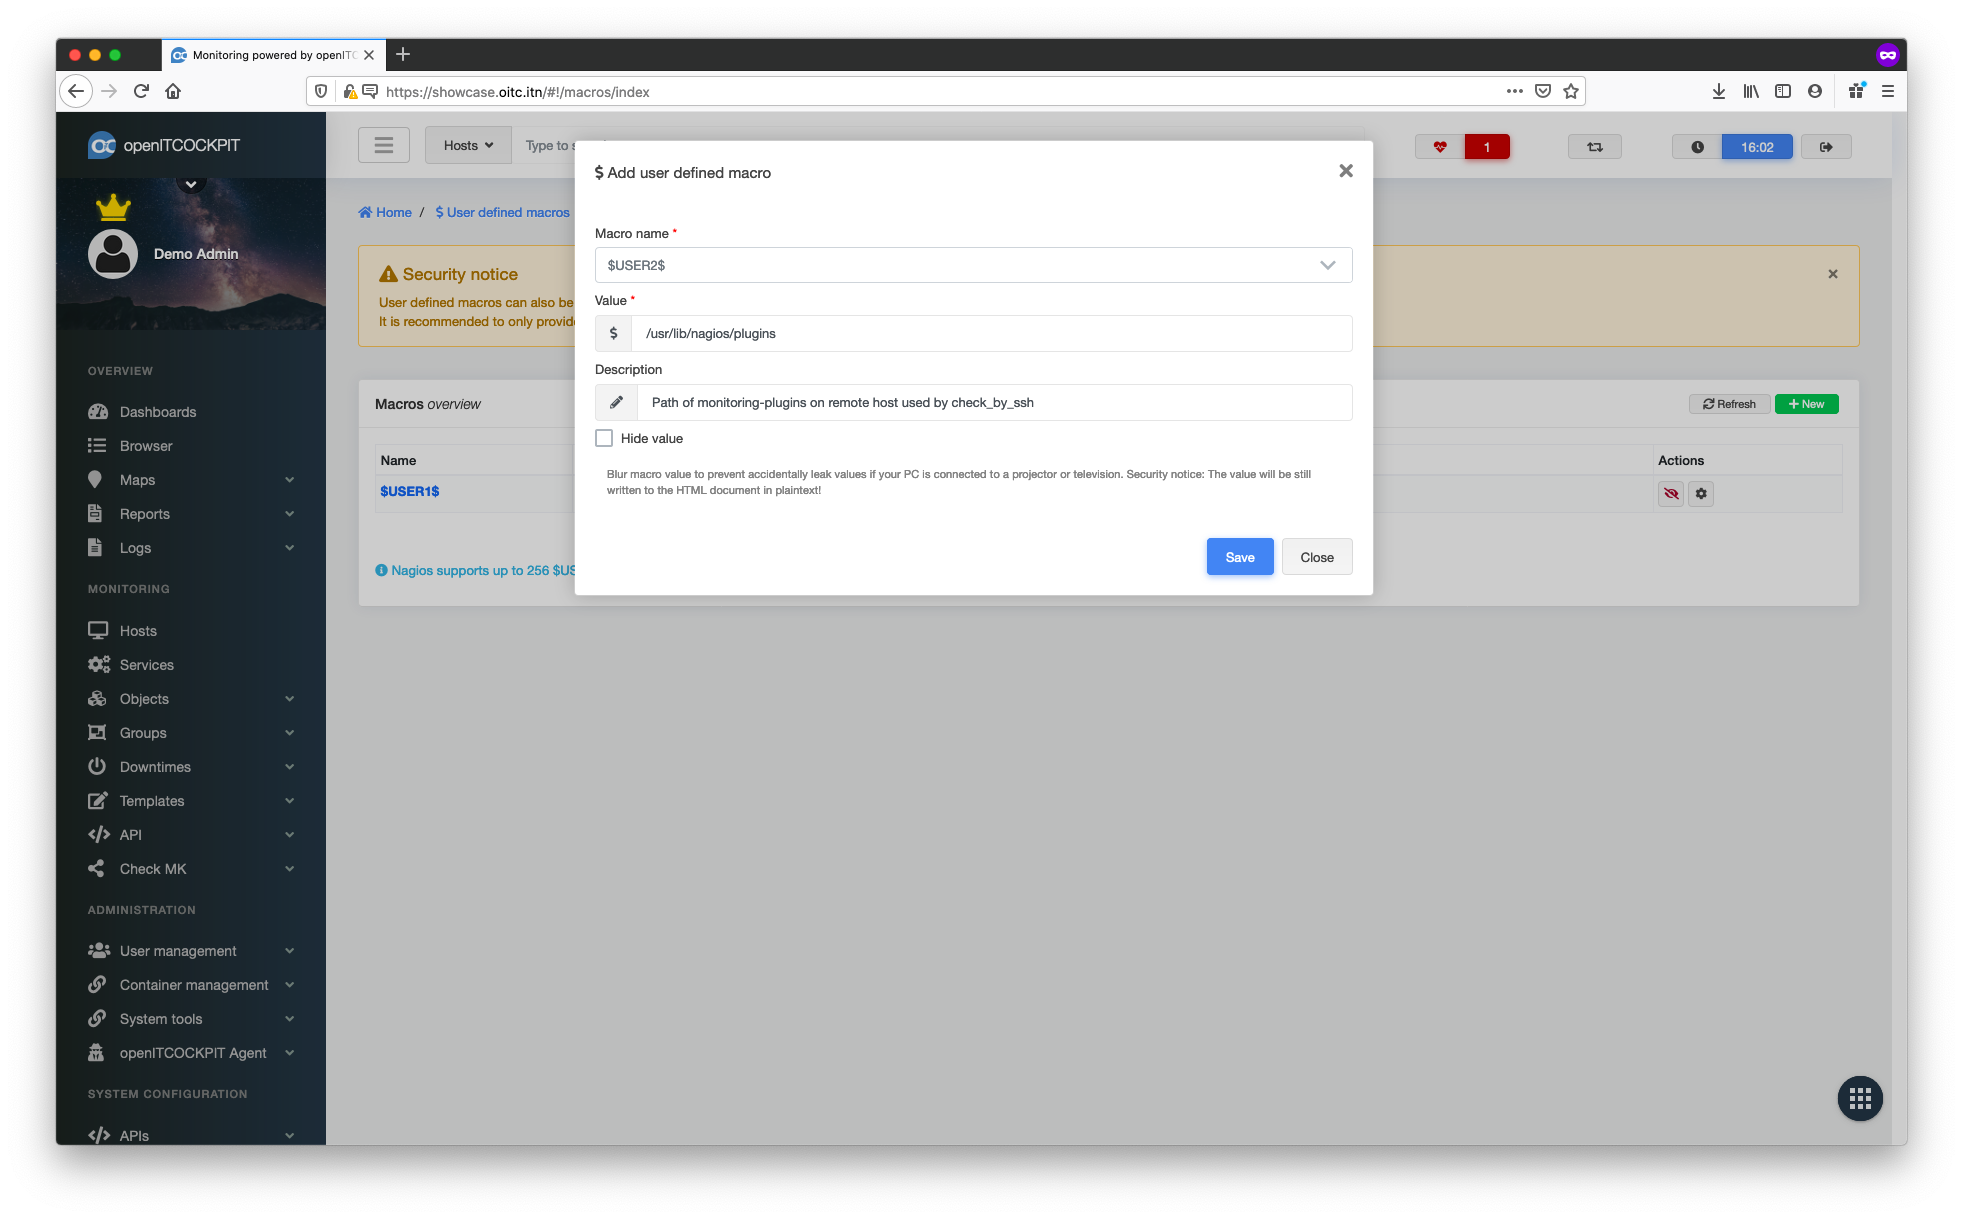 Monitoring powered by openITC
https://showcase.oitc.itn/#!/macros/index
openITCOCKPIT
Hosts
Type to s
1
16:02
Demo Admin
Home / $ User defined macros
Security notice
User defined macros can also be
It is recommended to only provide
Macros overview
Refresh
New
Name
Actions
$USER1$
Nagios supports up to 256 $US
$ Add user defined macro
Macro name *
$USER2$
Value *
$ /usr/lib/nagios/plugins
Description
Path of monitoring-plugins on remote host used by check_by_ssh
Hide value
Blur macro value to prevent accidentally leak values if your PC is connected to a projector or television. Security notice: The value will be still
written to the HTML document in plaintext!
Save
Close
OVERVIEW
Dashboards
Browser
Maps
Reports
Logs
MONITORING
Hosts
Services
Objects
Groups
Downtimes
Templates
API
Check MK
ADMINISTRATION
User management
Container management
System tools
openITCOCKPIT Agent
SYSTEM CONFIGURATION
APIs